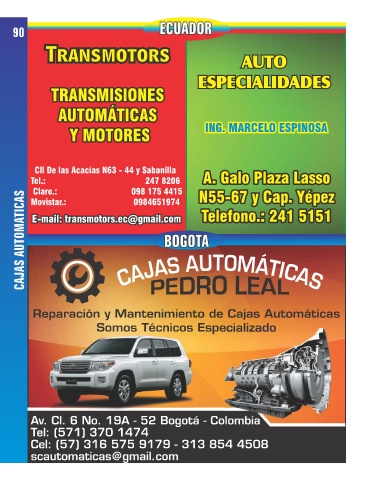 90
ECUADOR
TRANSMOTORS
TRANSMISIONES
AUTOMÁTICAS
Y MOTORES
Cll De las Acacias N63 - 44 y Sabanilla
Tel.: 247 8206
Claro.: 098 175 4415
Movistar.: 0984651974
E-mail: transmotors.ec@gmail.com
AUTO
ESPECIALIDADES
ING. MARCELO ESPINOSA
A. Galo Plaza Lasso
N55-67 y Cap. Yépez
Telefono.: 241 5151
CAJAS AUTOMATICAS
BOGOTA
CAJAS AUTOMÁTICAS
PEDRO LEAL
Reparación y Mantenimiento de Cajas Automáticas
Somos Técnicos Especializado
Av. Cl. 6 No. 19A - 52 Bogotá - Colombia
Tel: (571) 370 1474
Cel: (57) 316 575 9179 - 313 854 4508
scautomaticas@gmail.com